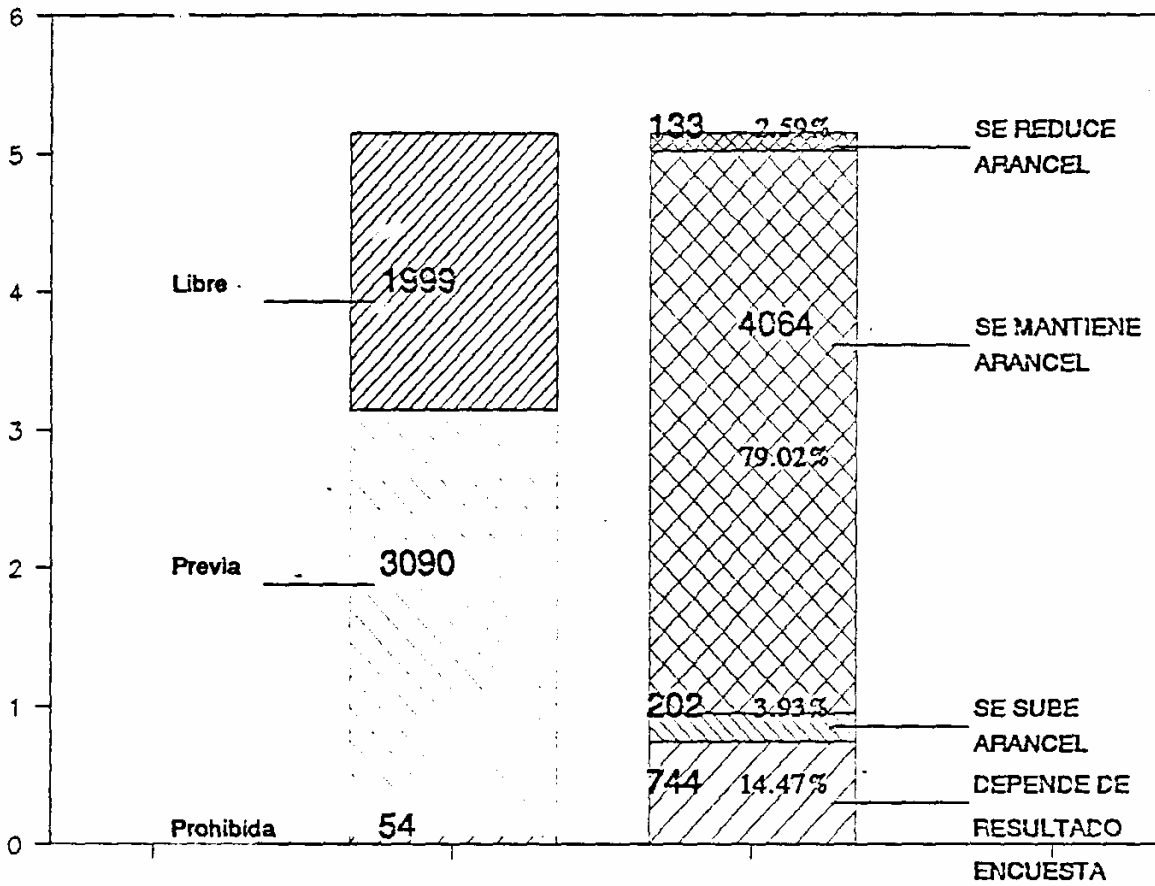 6
5
4
3
2
1
0
Libre
1999
Previa
3090
Prohibida
54
133 2.59%
4064
79.02%
202 3.93%
744 14.47%
SE REDUCE
ARANCEL
SE MANTIENE
ARANCEL
SE SUBE
ARANCEL
DEPENDE DE
RESULTADO
ENCUESTA